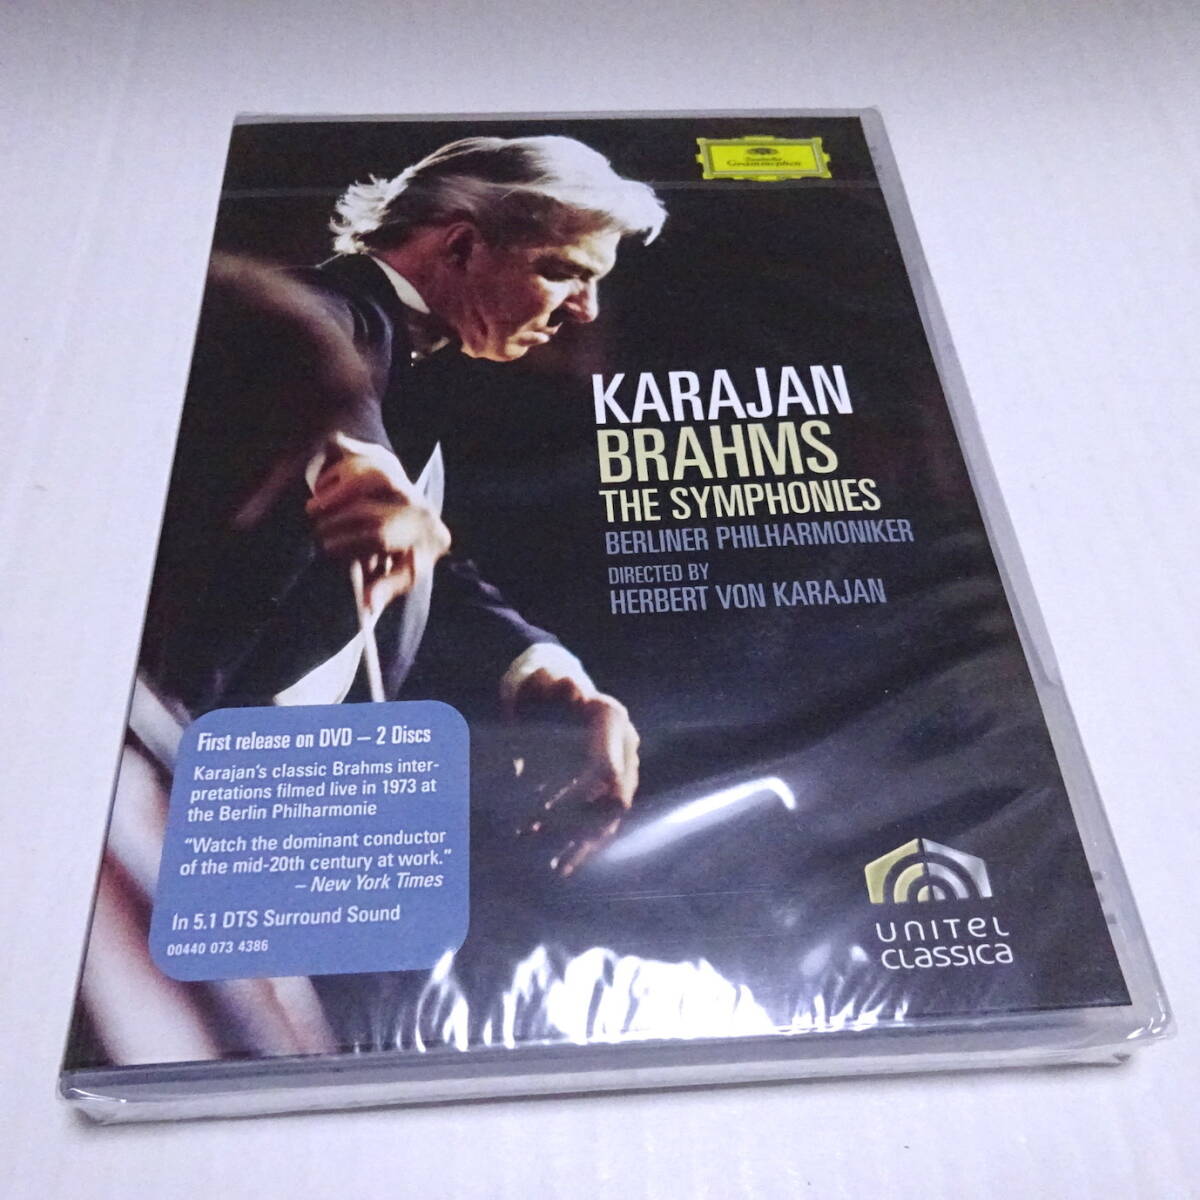 Deutsche
Grammophon
KARAJAN
BRAHMS
THE SYMPHONIES
BERLINER PHILHARMONIKER
DIRECTED BY
HERBERT VON KARAJAN
First release on DVD – 2 Discs
Karajan's classic Brahms inter-
pretations filmed live in 1973 at
the Berlin Philharmonie
“Watch the dominant conductor
of the mid-20th century at work.”
– New York Times
In 5.1 DTS Surround Sound
00440 073 4386
UNITEL
CLASSICA